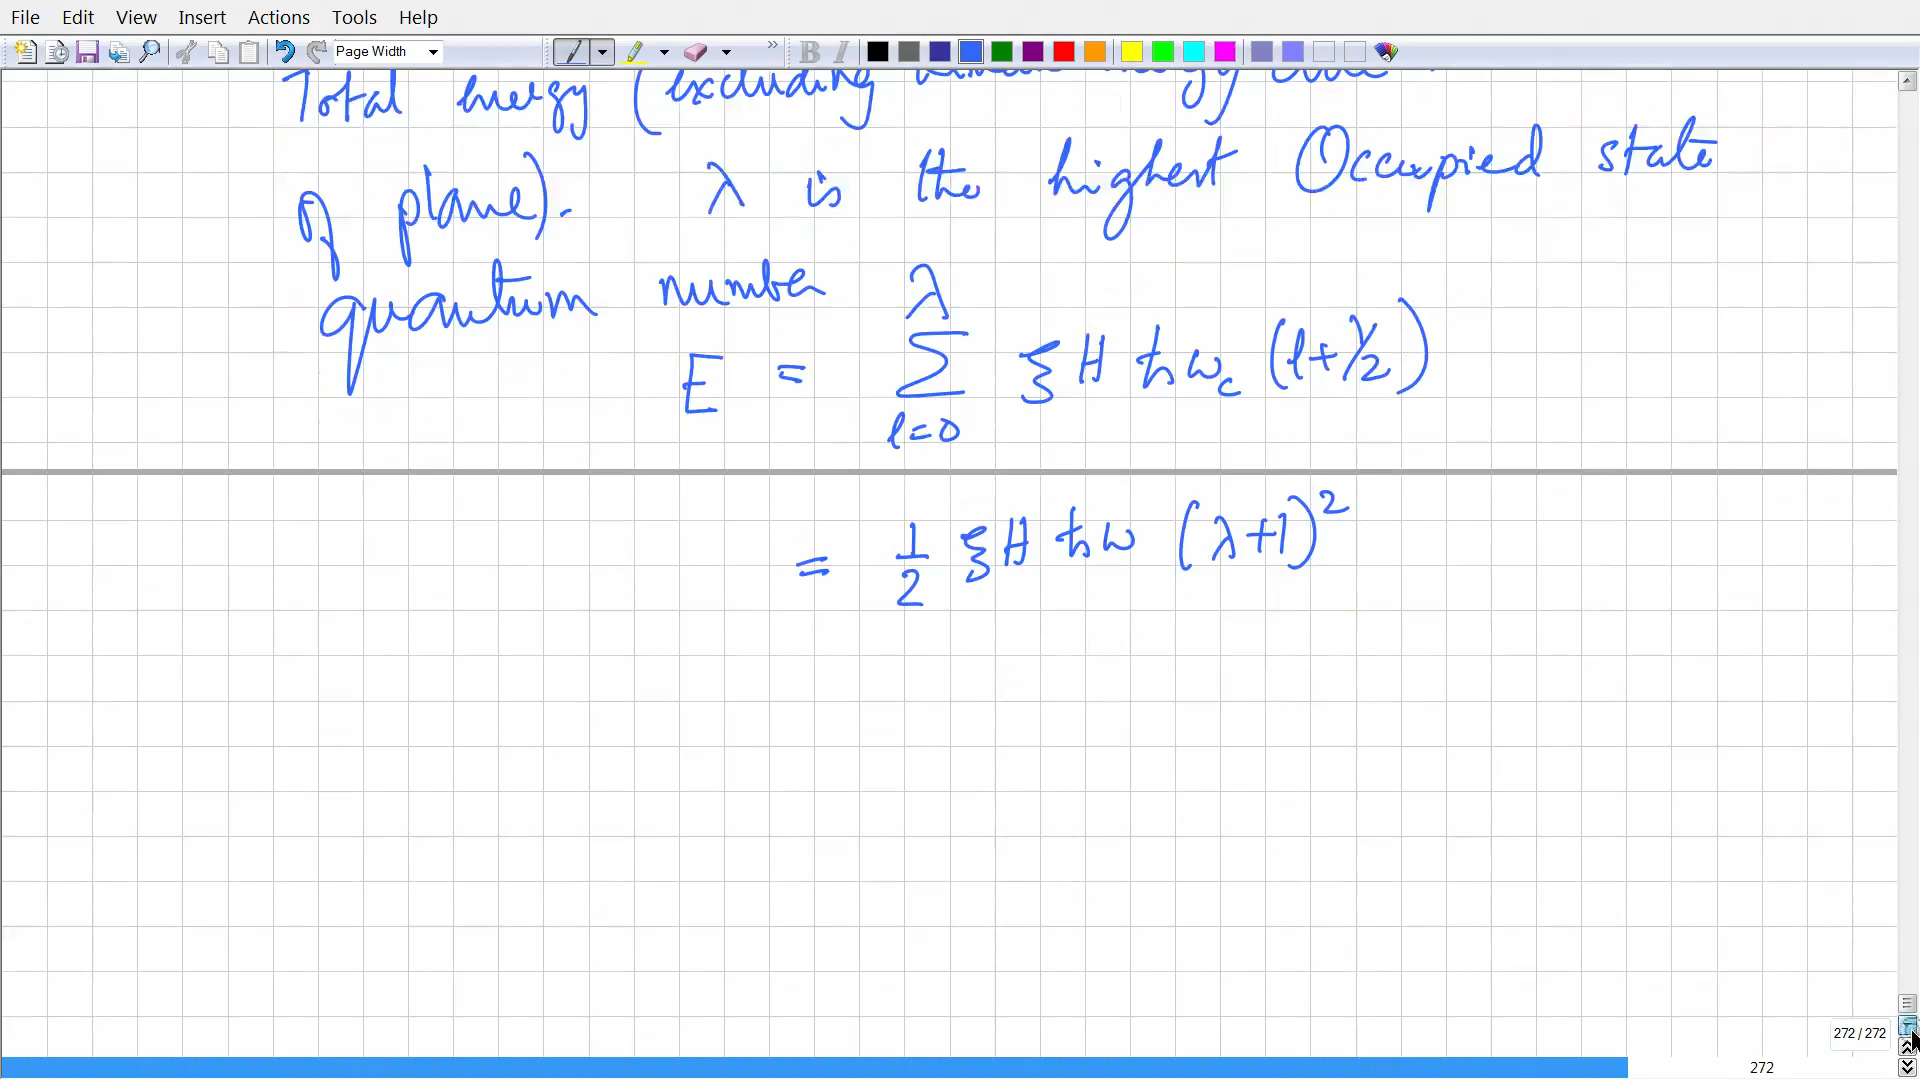 File Edit View Insert Actions Tools Help
Page Width
Total energy (excluding
of plane). λ is the highest Occupied state
quantum number
E = Σ_{l=0}^{λ} ξH ħω_c (l+1/2)
= 1/2 ξH ħω (λ+1)^2
272 / 272
272